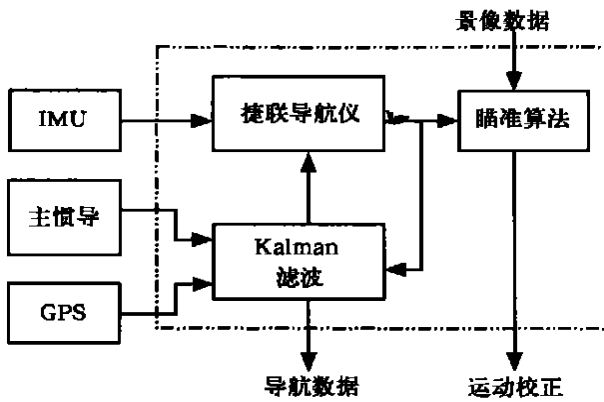 景像数据
IMU
捷联导航仪
瞄准算法
主惯导
Kalman
滤波
GPS
导航数据
运动校正